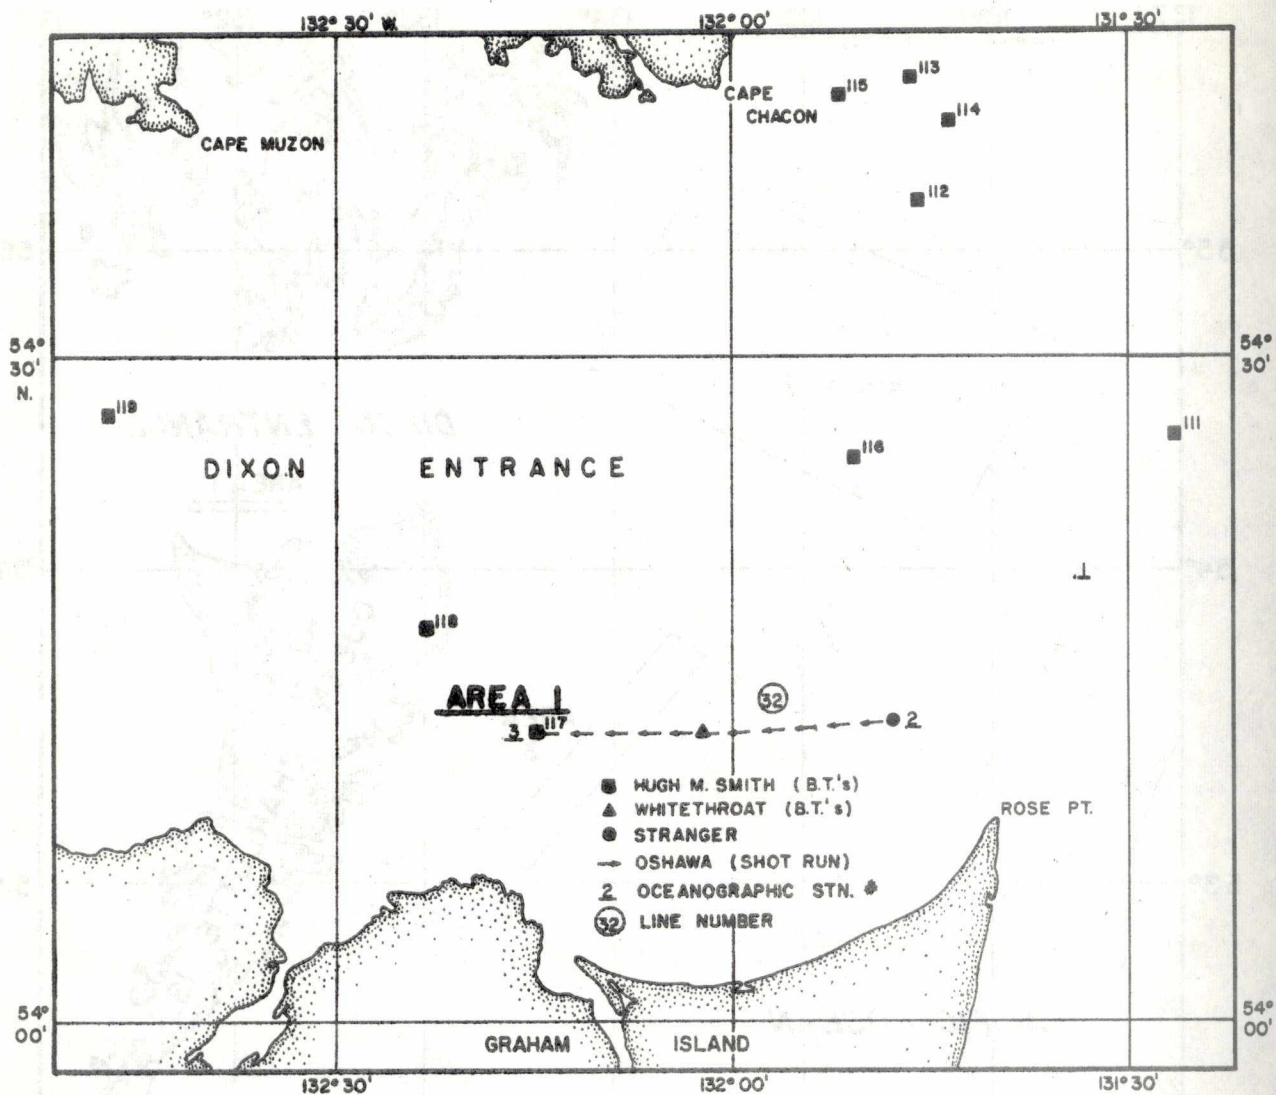 132° 30' W.
132° 00'
131° 30'
113
115
CAPE
CHACON
114
CAPE MUZON
112
54°
30'
N.
54°
30'
119
111
116
DIXON ENTRANCE
1
118
AREA 1
32
3
117
2
HUGH M. SMITH (B.T.'s)
WHITETHROAT (B.T.'s)
STRANGER
OSHAWA (SHOT RUN)
2 OCEANOGRAPHIC STN. #
32 LINE NUMBER
ROSE PT.
54°
00'
54°
00'
GRAHAM ISLAND
132° 30'
132° 00'
131° 30'